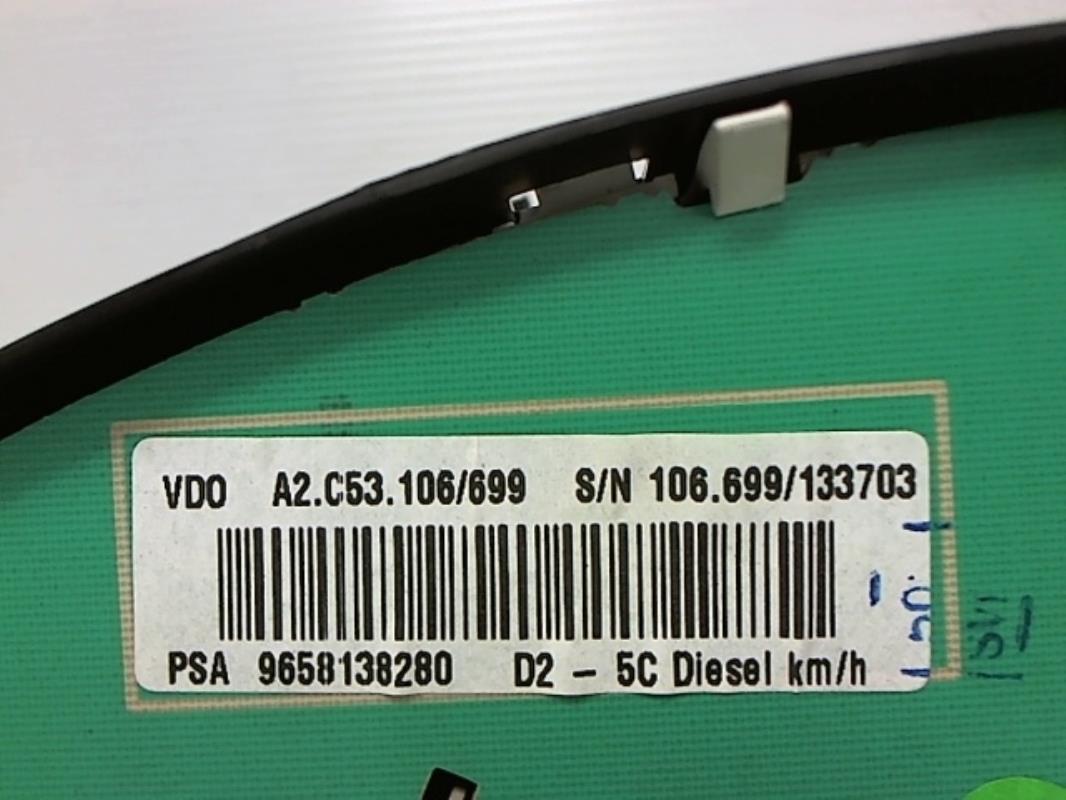 VDO A2.C53.106/699 S/N 106.699/133703
PSA 9658138280 D2 - 5C Diesel km/h